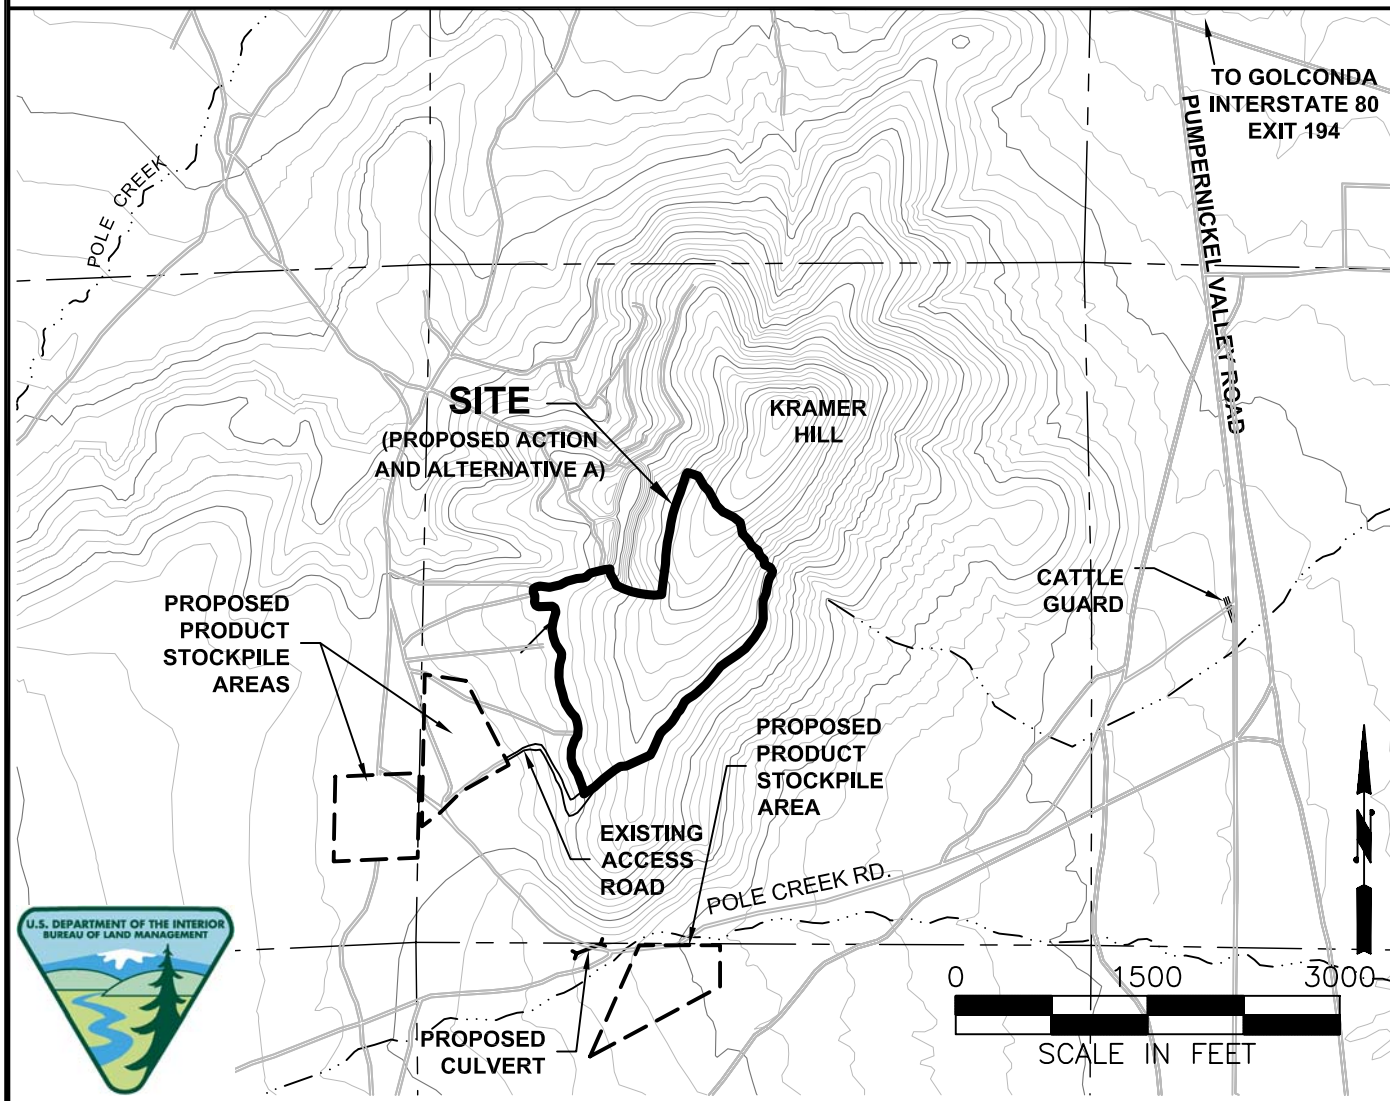 TO GOLCONDA
INTERSTATE 80
EXIT 194
PUMPERNICKEL VALLEY ROAD
POLE CREEK
SITE
(PROPOSED ACTION
AND ALTERNATIVE A)
KRAMER
HILL
CATTLE
GUARD
PROPOSED
PRODUCT
STOCKPILE
AREAS
PROPOSED
PRODUCT
STOCKPILE
AREA
EXISTING
ACCESS
ROAD
POLE CREEK RD.
N
U.S. DEPARTMENT OF THE INTERIOR
BUREAU OF LAND MANAGEMENT
PROPOSED
CULVERT
0 1500 3000
SCALE IN FEET